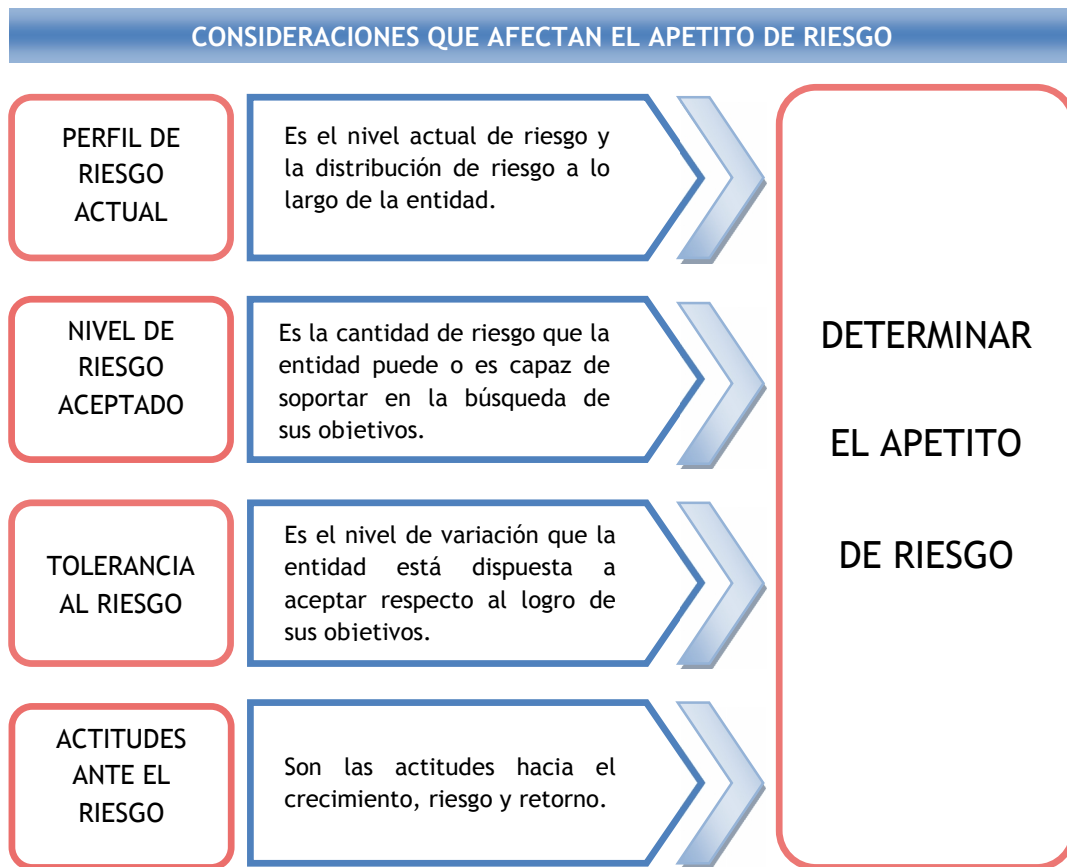 CONSIDERACIONES QUE AFECTAN EL APETITO DE RIESGO
PERFIL DE
RIESGO
ACTUAL
Es el nivel actual de riesgo y
la distribución de riesgo a lo
largo de la entidad.
NIVEL DE
RIESGO
ACEPTADO
Es la cantidad de riesgo que la
entidad puede o es capaz de
soportar en la búsqueda de
sus objetivos.
TOLERANCIA
AL RIESGO
Es el nivel de variación que la
entidad está dispuesta a
aceptar respecto al logro de
sus objetivos.
ACTITUDES
ANTE EL
RIESGO
Son las actitudes hacia el
crecimiento, riesgo y retorno.
DETERMINAR
EL APETITO
DE RIESGO